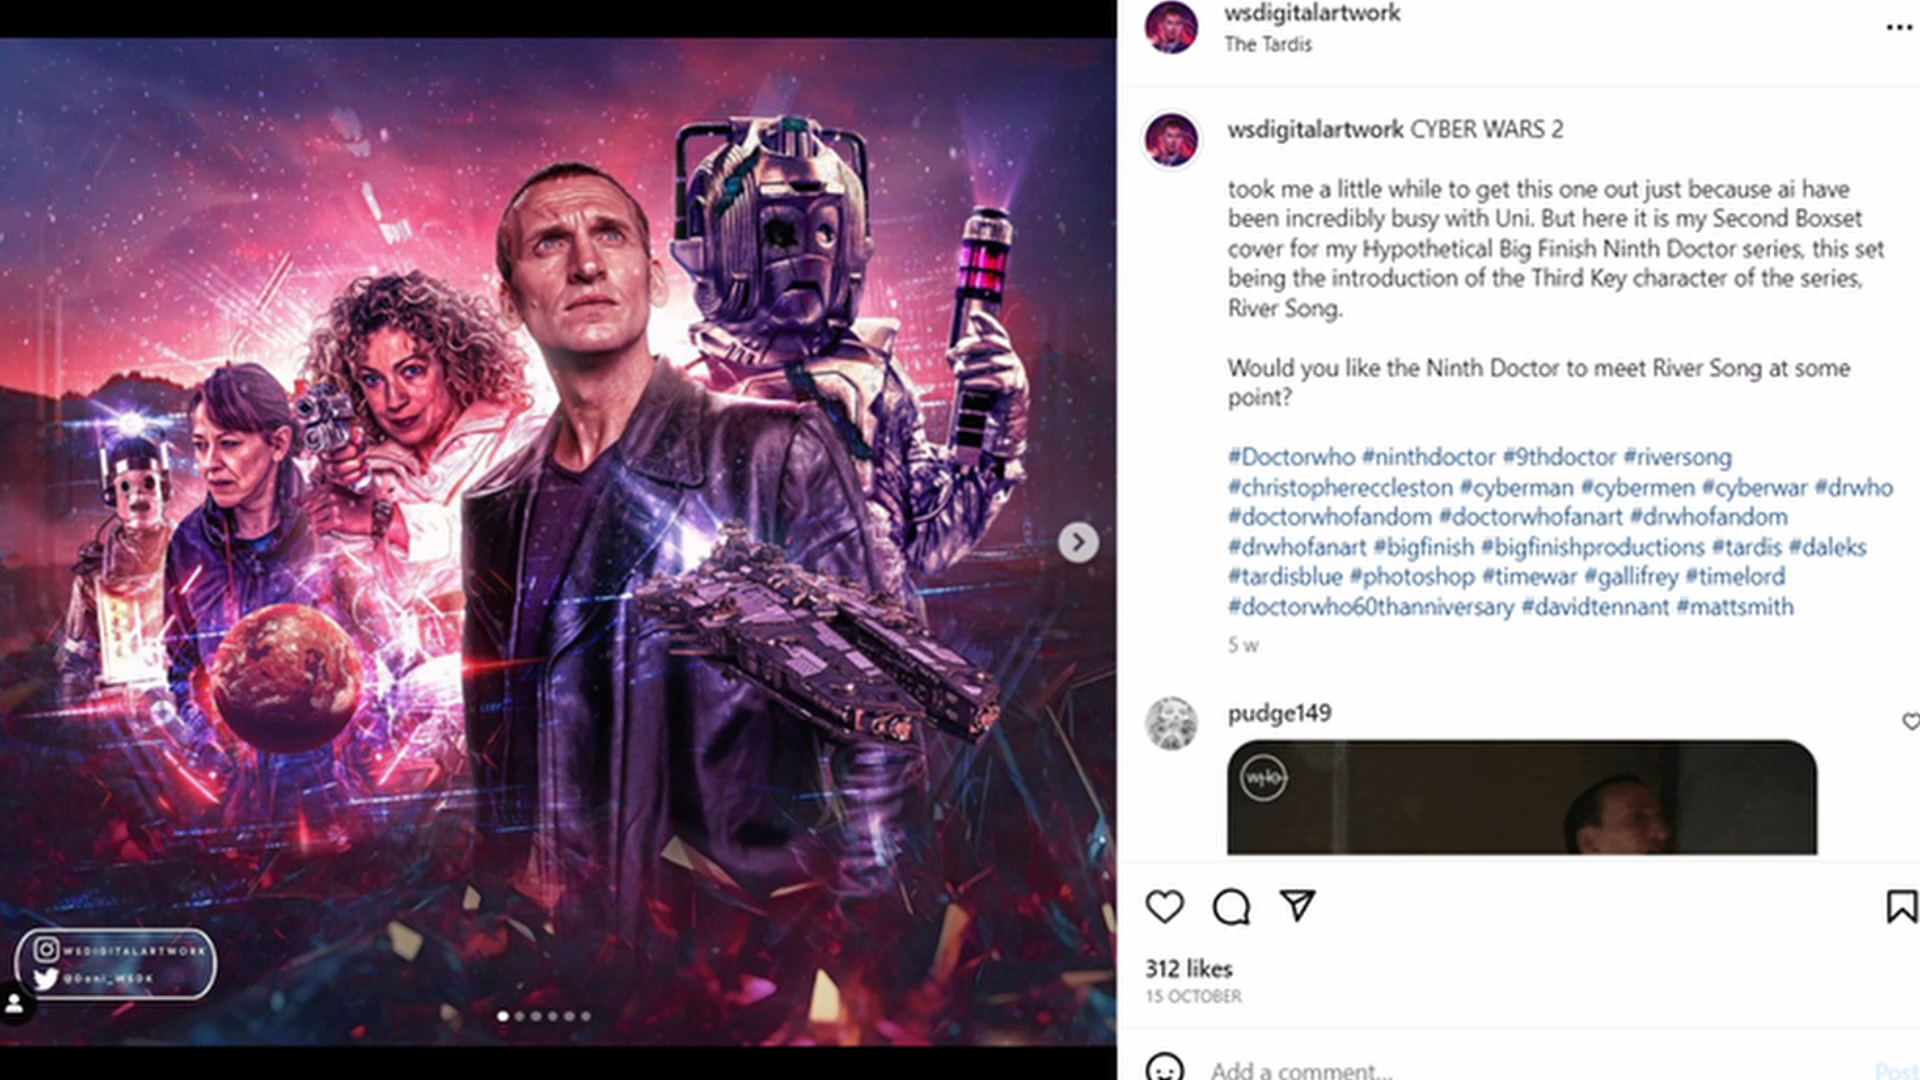 wsdigitalartwork
The Tardis
wsdigitalartwork CYBER WARS 2
took me a little while to get this one out just because ai have
been incredibly busy with Uni. But here it is my Second Boxset
cover for my Hypothetical Big Finish Ninth Doctor series, this set
being the introduction of the Third Key character of the series,
River Song.
Would you like the Ninth Doctor to meet River Song at some
point?
#Doctorwho #ninthdoctor #9thdoctor #riversong
#christophereccleston #cyberman #cybermen #cyberwar #drwho
#doctorwhofandom #doctorwhofanart #drwhofandom
#drwhofanart #bigfinish #bigfinishproductions #tardis #daleks
#tardisblue #photoshop #timewar #gallifrey #timelord
#doctorwho60thanniversary #davidtennant #mattsmith
5 w
pudge149
312 likes
15 OCTOBER
Add a comment...
Post
WSDIGITALARTWORK